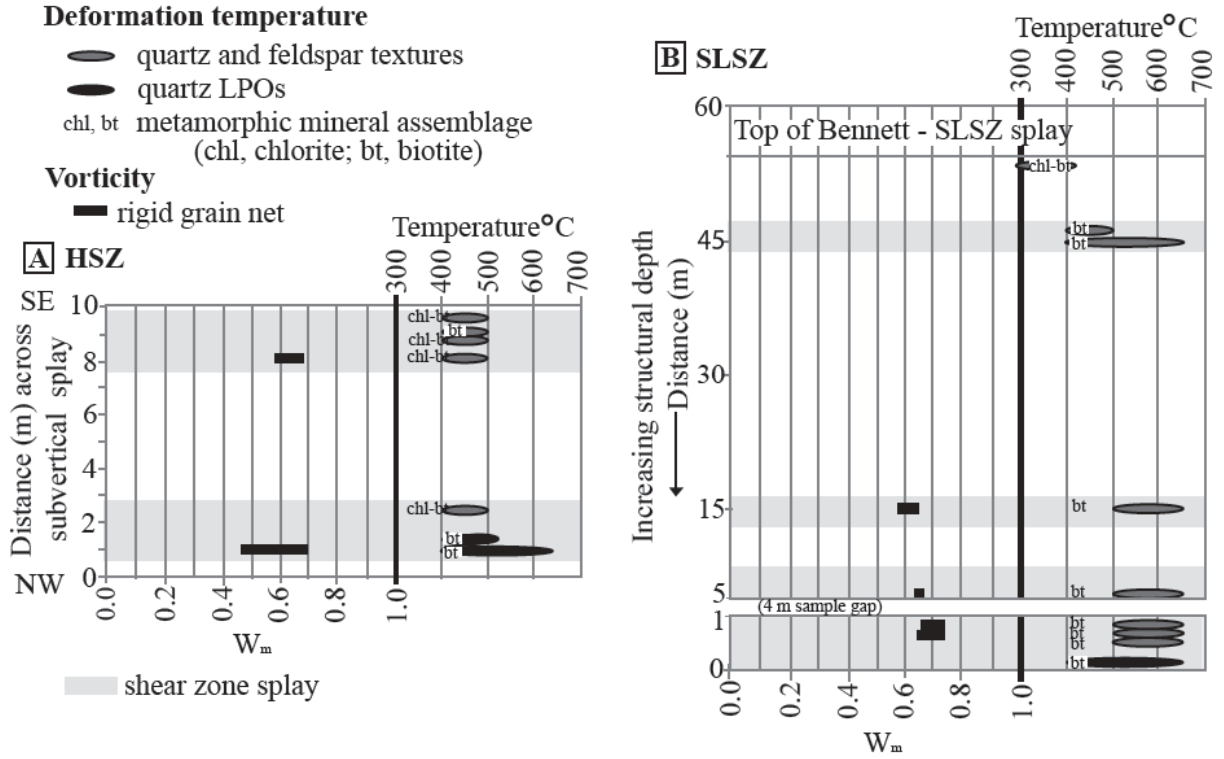 Deformation temperature
quartz and feldspar textures
quartz LPOs
chl, bt metamorphic mineral assemblage
(chl, chlorite; bt, biotite)
Vorticity
rigid grain net
A HSZ
Temperature°C
300 400 500 600 700
SE
10
8
6
4
2
0
NW
Distance (m) across
subvertical splay
chl-bt
bt
chl-bt
chl-bt
chl-bt
bt
bt
0.0 0.2 0.4 0.6 0.8 1.0
Wm
shear zone splay
B SLSZ
Temperature°C
300 400 500 600 700
60
45
30
15
5
1
0
Top of Bennett - SLSZ splay
Increasing structural depth
Distance (m)
chl-bt
bt
bt
bt
bt
(4 m sample gap)
bt
bt
bt
bt
0.0 0.2 0.4 0.6 0.8 1.0
Wm